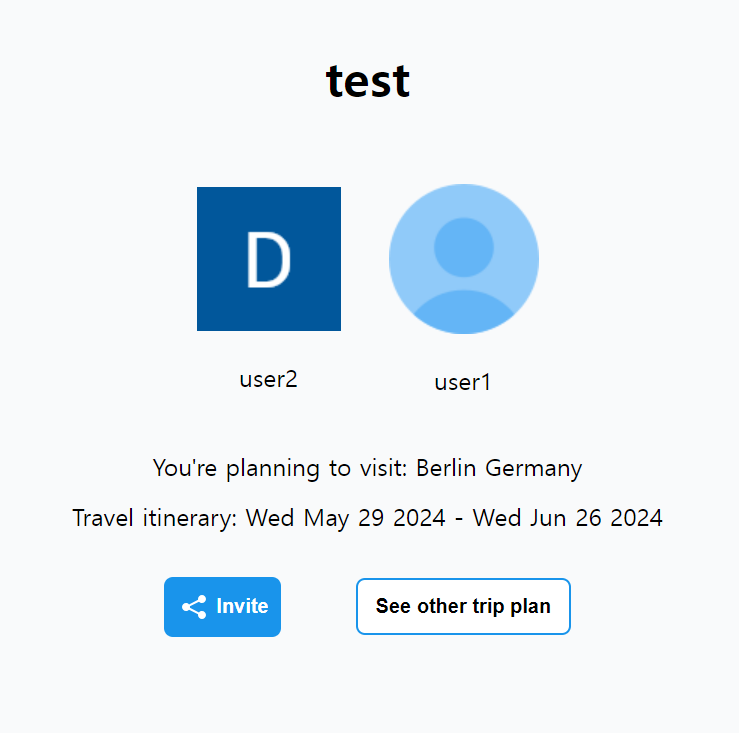 test
D
user2
user1
You're planning to visit: Berlin Germany
Travel itinerary: Wed May 29 2024 - Wed Jun 26 2024
Invite
See other trip plan